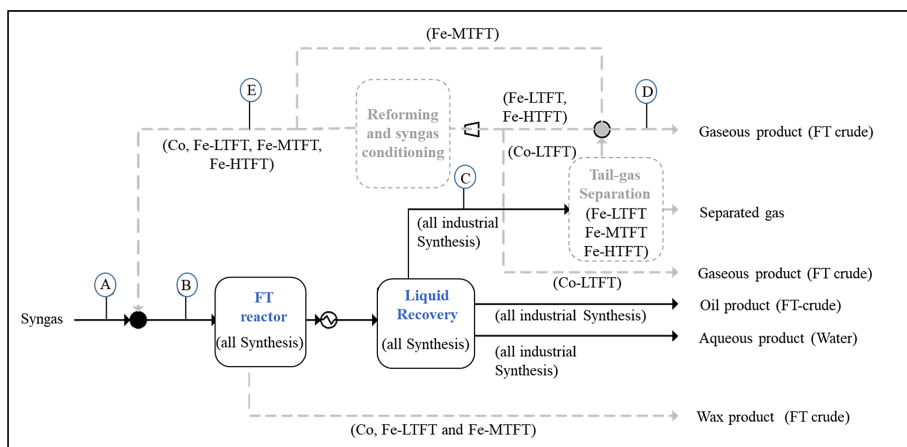 (Fe-MTFT)
E
D
Reforming
and syngas
conditioning
(Fe-LTFT,
Fe-HTFT)
Gaseous product (FT crude)
(Co, Fe-LTFT, Fe-MTFT,
Fe-HTFT)
(Co-LTFT)
C
Tail-gas
Separation
(Fe-LTFT
Fe-MTFT
Fe-HTFT)
Separated gas
(all industrial
Synthesis)
Gaseous product (FT crude)
(Co-LTFT)
A
B
FT
reactor
(all Synthesis)
Liquid
Recovery
(all Synthesis)
Syngas
Oil product (FT-crude)
(all industrial Synthesis)
Aqueous product (Water)
(all industrial
Synthesis)
Wax product (FT crude)
(Co, Fe-LTFT and Fe-MTFT)